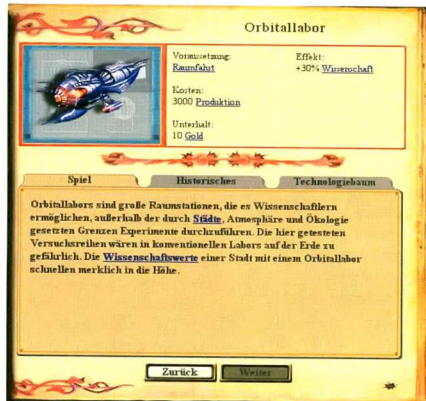 Orbitallabor
Voraussetzung:
Raumfahrt
Effekt:
+30% Wissenschaft
Kosten:
3000 Produktion
Unterhalt:
10 Gold
Spiel
Historisches
Technologiebaum
Orbitallabors sind große Raumstationen, die es Wissenschaftlern
ermöglichen, außerhalb der durch Städte, Atmosphäre und Ökologie
gesetzten Grenzen Experimente durchzuführen. Die hier getesteten
Versuchsreihen wären in konventionellen Labors auf der Erde zu
gefährlich. Die Wissenschaftswerte einer Stadt mit einem Orbitallabor
schnellen merklich in die Höhe.
Zurück
Weiter